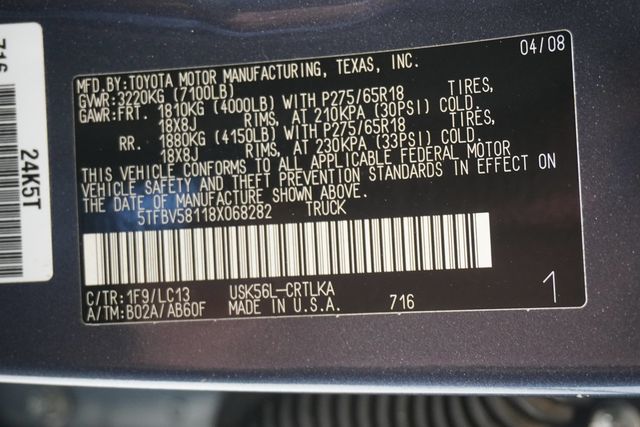 04/08
MFD.BY:TOYOTA MOTOR MANUFACTURING, TEXAS, INC.
GVWR: 3220KG (7100LB)
GAWR:FRT. 1810KG (4000LB) WITH P275/65R18 TIRES,
18X8J RIMS, AT 210KPA (30PSI) COLD.
RR. 1880KG (4150LB) WITH P275/65R18 TIRES,
18X8J RIMS, AT 230KPA (33PSI) COLD.
THIS VEHICLE CONFORMS TO ALL APPLICABLE FEDERAL MOTOR
VEHICLE SAFETY AND THEFT PREVENTION STANDARDS IN EFFECT ON
THE DATE OF MANUFACTURE SHOWN ABOVE.
5TFBV58118X068282 TRUCK
C/TR: 1F9/LC13 USK56L-CRTLKA
A/TM: B02A/AB60F MADE IN U.S.A. 716
1
716
24K5T